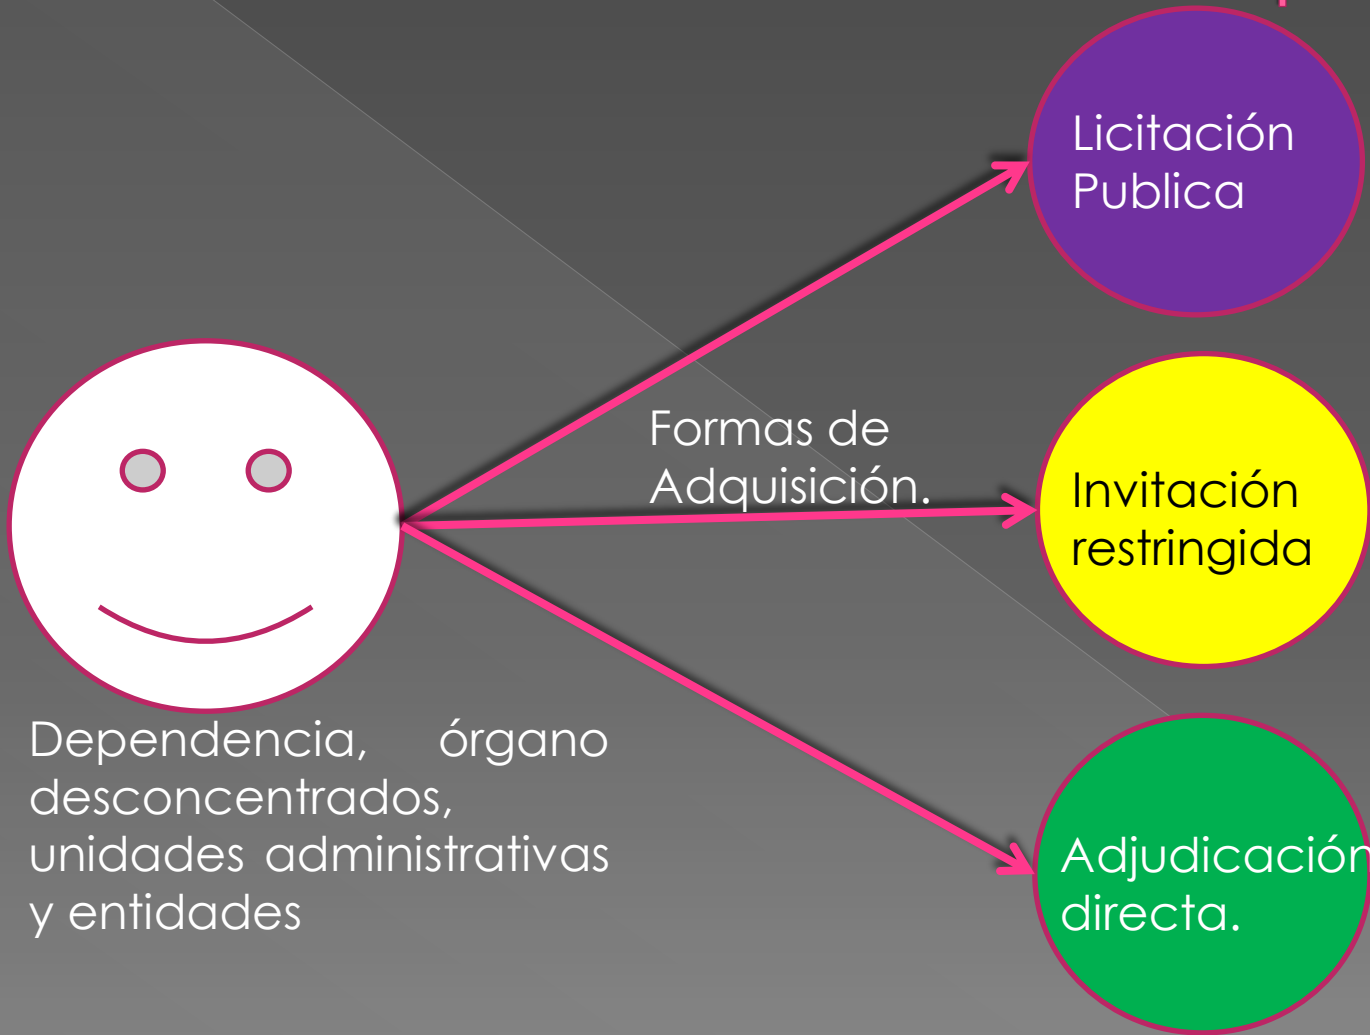 Licitación
Publica
Formas de
Adquisición.
Invitación
restringida
Dependencia, órgano
desconcentrados,
unidades administrativas
y entidades
Adjudicación
directa.